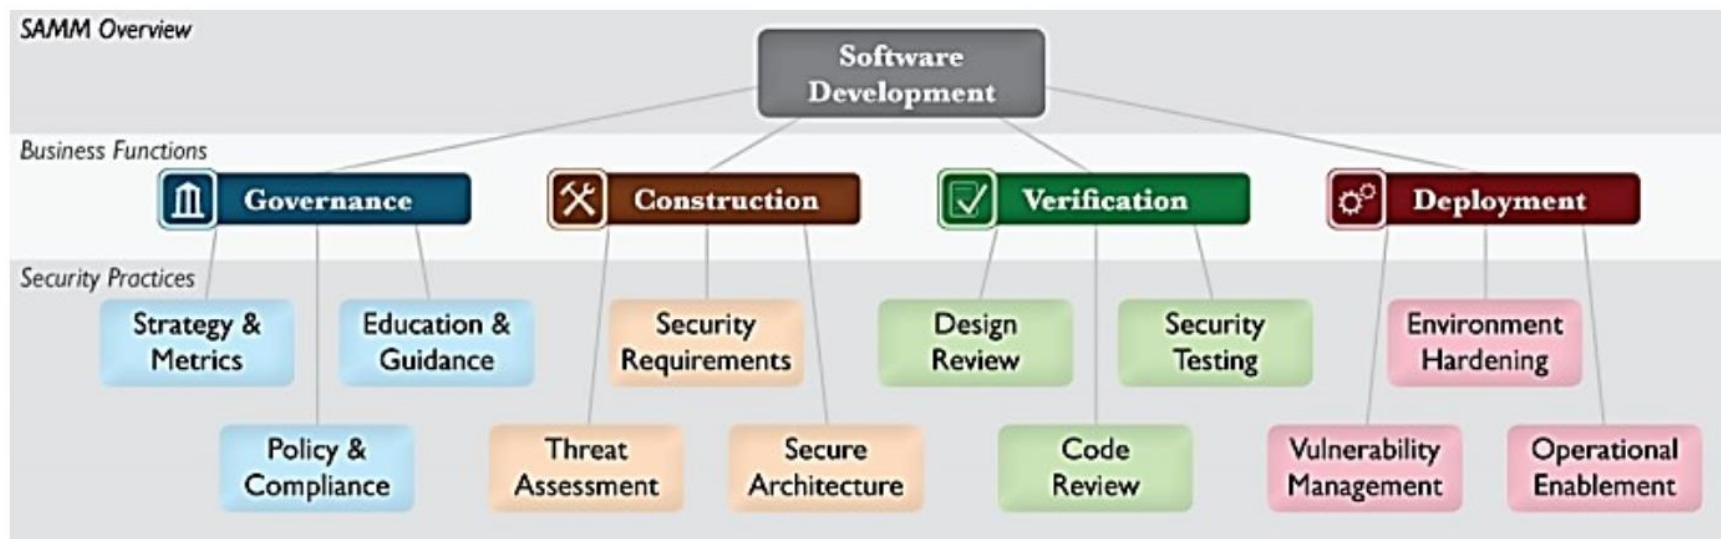 SAMM Overview
Software
Development
Business Functions
Governance
Construction
Verification
Deployment
Security Practices
Strategy &
Metrics
Education &
Guidance
Security
Requirements
Design
Review
Security
Testing
Environment
Hardening
Policy &
Compliance
Threat
Assessment
Secure
Architecture
Code
Review
Vulnerability
Management
Operational
Enablement